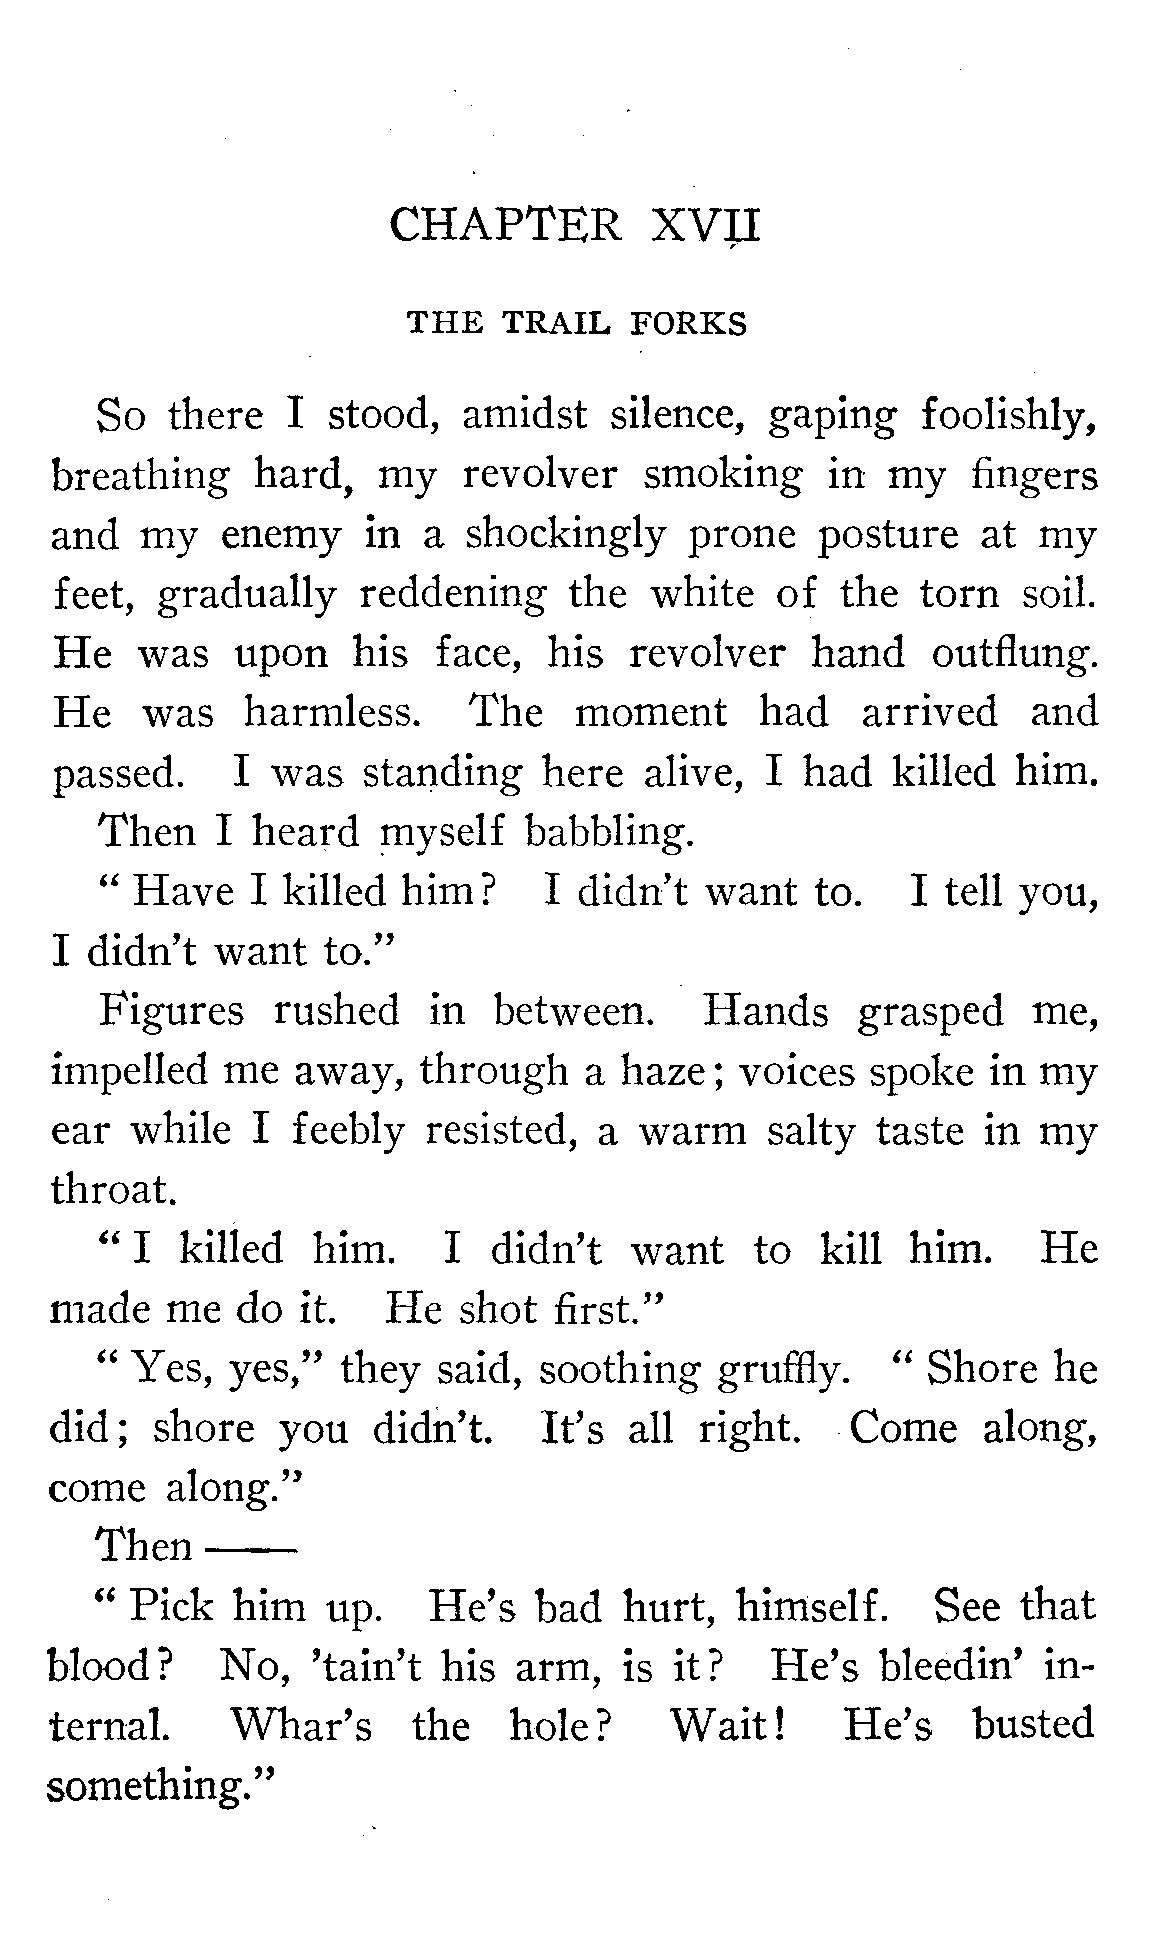 CHAPTER XVII
THE TRAIL FORKS
So there I stood, amidst silence, gaping foolishly,
breathing hard, my revolver smoking in my fingers
and my enemy in a shockingly prone posture at my
feet, gradually reddening the white of the torn soil.
He was upon his face, his revolver hand outflung.
He was harmless. The moment had arrived and
passed. I was standing here alive, I had killed him.
Then I heard myself babbling.
“ Have I killed him? I didn’t want to. I tell you,
I didn’t want to.”
Figures rushed in between. Hands grasped me,
impelled me away, through a haze; voices spoke in my
ear while I feebly resisted, a warm salty taste in my
throat.
“ I killed him. I didn’t want to kill him. He
made me do it. He shot first.”
“ Yes, yes,” they said, soothing gruffly. “ Shore he
did; shore you didn’t. It’s all right. Come along,
come along.”
Then ——
“ Pick him up. He’s bad hurt, himself. See that
blood? No, ’tain’t his arm, is it? He’s bleedin’ in-
ternal. Whar’s the hole? Wait! He’s busted
something.”